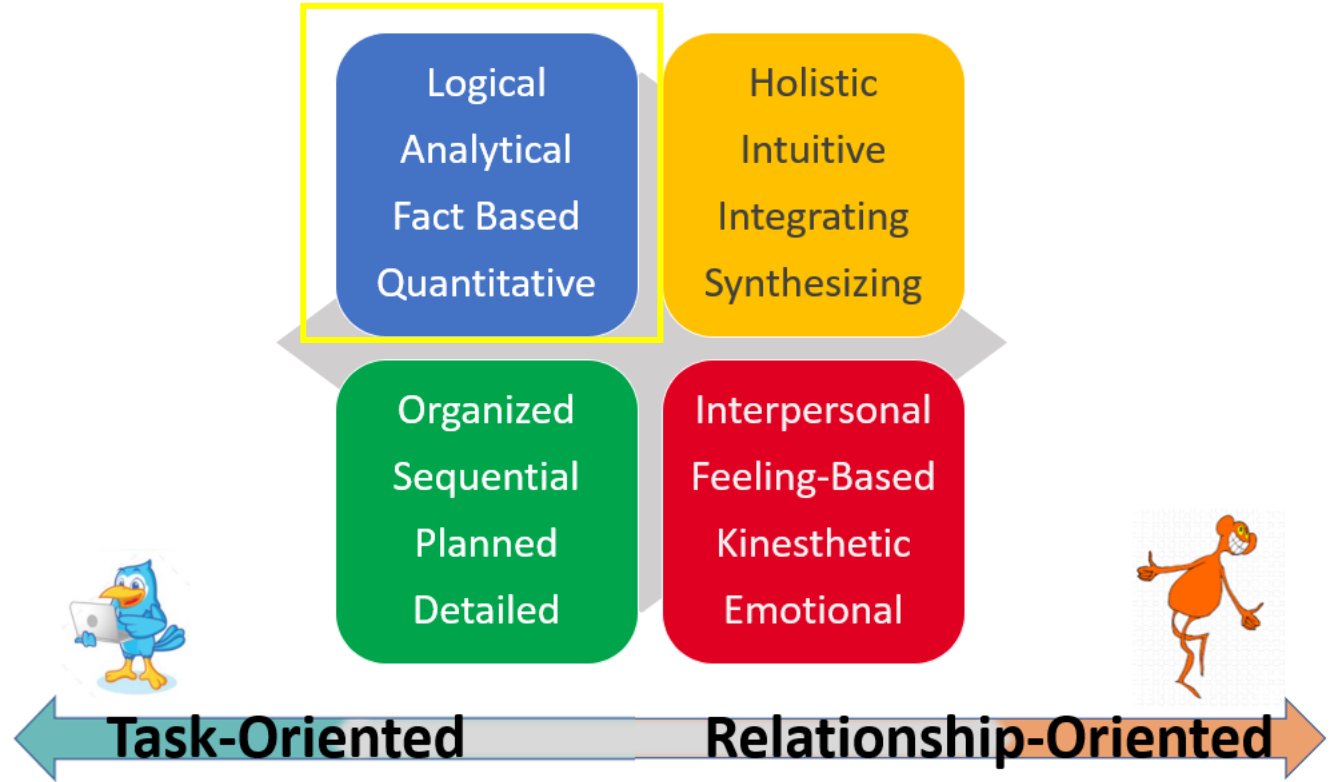 Logical
Analytical
Fact Based
Quantitative
Holistic
Intuitive
Integrating
Synthesizing
Organized
Sequential
Planned
Detailed
Interpersonal
Feeling-Based
Kinesthetic
Emotional
Task-Oriented
Relationship-Oriented